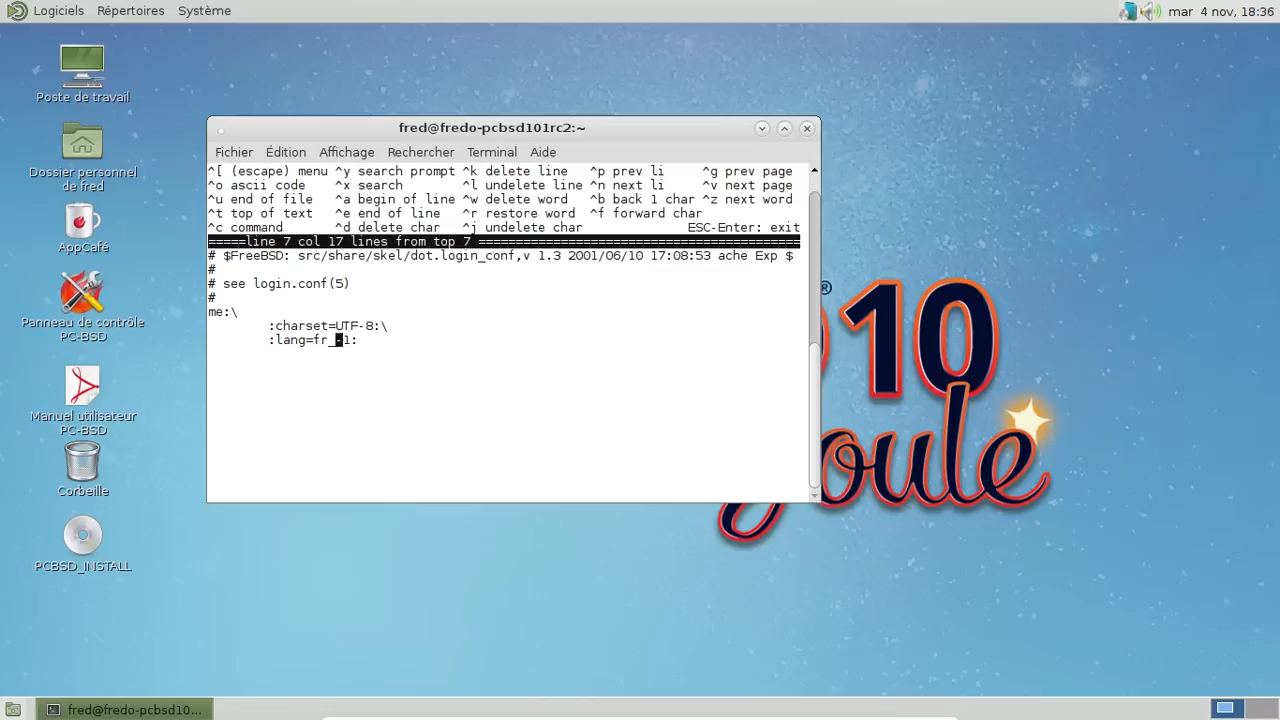 Logiciels Répertoires Système
mar 4 nov, 18:36
Poste de travail
Dossier personnel
de fred
AppCafé
Panneau de contrôle
PC-BSD
Manuel utilisateur
PC-BSD
Corbeille
PCBSD_INSTALL
fred@fredo-pcbsd101rc2:~
Fichier Édition Affichage Rechercher Terminal Aide
^[ (escape) menu ^y search prompt ^k delete line ^p prev li ^g prev page
^o ascii code ^x search ^l undelete line ^n next li ^v next page
^u end of file ^a begin of line ^w delete word ^b back 1 char ^z next word
^t top of text ^e end of line ^r restore word ^f forward char
^c command ^d delete char ^j undelete char ESC-Enter: exit
=====line 7 col 17 lines from top 7 ===========================================
# $FreeBSD: src/share/skel/dot.login_conf,v 1.3 2001/06/10 17:08:53 ache Exp $
#
# see login.conf(5)
#
me:\
:charset=UTF-8:\
:lang=fr_-1:
®
10
oule
fred@fredo-pcbsd10...